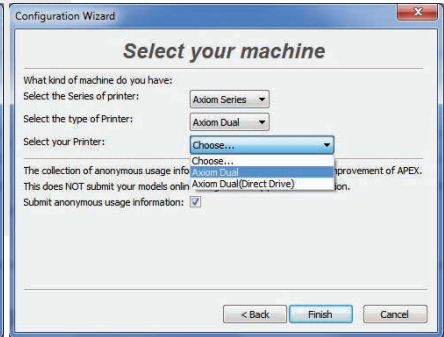 Configuration Wizard
Select your machine
What kind of machine do you have:
Select the Series of printer: Axiom Series
Select the type of Printer: Axiom Dual
Select your Printer: Choose...
Choose...
The collection of anonymous usage info Axiom Dual provement of APEX.
This does NOT submit your models onlin Axiom Dual(Direct Drive) on.
Submit anonymous usage information:
< Back Finish Cancel